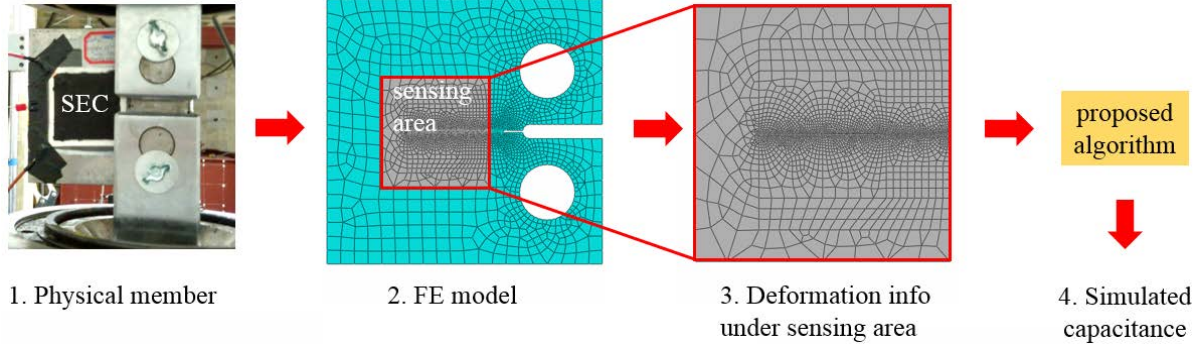 SEC
sensing
area
proposed
algorithm
1. Physical member
2. FE model
3. Deformation info
under sensing area
4. Simulated
capacitance